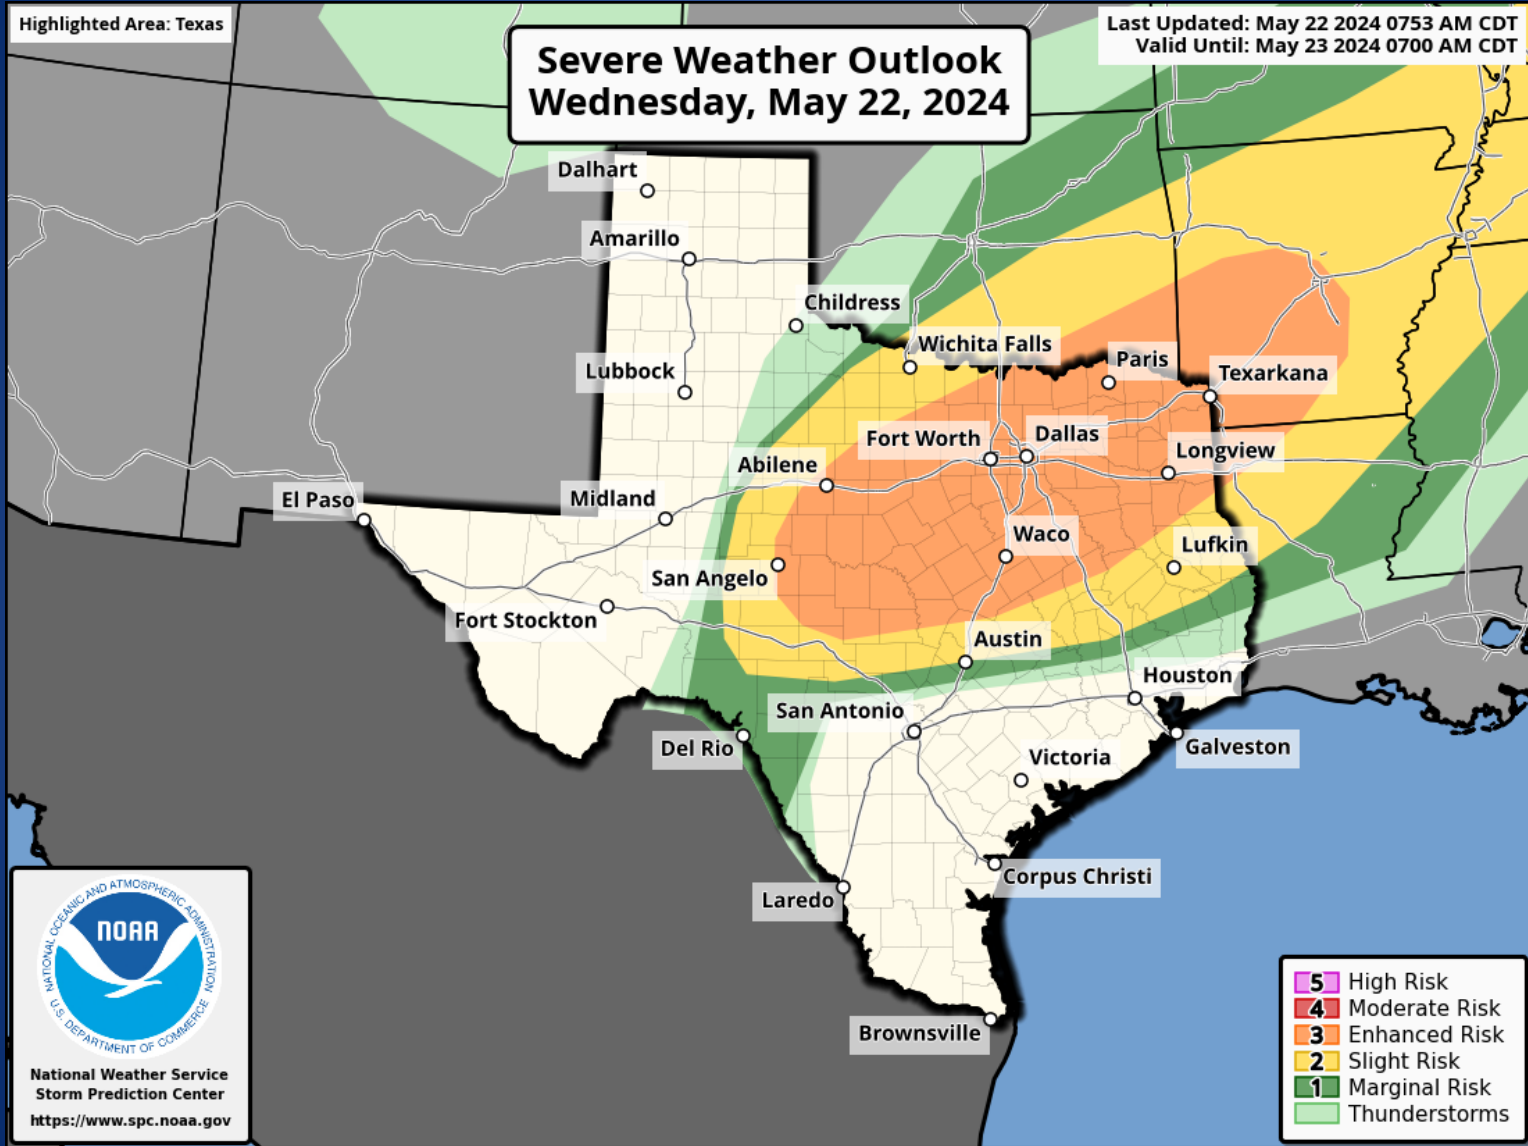 Highlighted Area: Texas
Last Updated: May 22 2024 0753 AM CDT
Valid Until: May 23 2024 0700 AM CDT
Severe Weather Outlook
Wednesday, May 22, 2024
Dalhart
Amarillo
Childress
Wichita Falls
Paris
Lubbock
Texarkana
Fort Worth
Dallas
Longview
Abilene
El Paso
Midland
Waco
Lufkin
San Angelo
Fort Stockton
Austin
Houston
San Antonio
Del Rio
Galveston
Victoria
Corpus Christi
Laredo
Brownsville
NATIONAL OCEANIC AND ATMOSPHERIC ADMINISTRATION
NOAA
U.S. DEPARTMENT OF COMMERCE
National Weather Service
Storm Prediction Center
https://www.spc.noaa.gov
5 High Risk
4 Moderate Risk
3 Enhanced Risk
2 Slight Risk
1 Marginal Risk
Thunderstorms